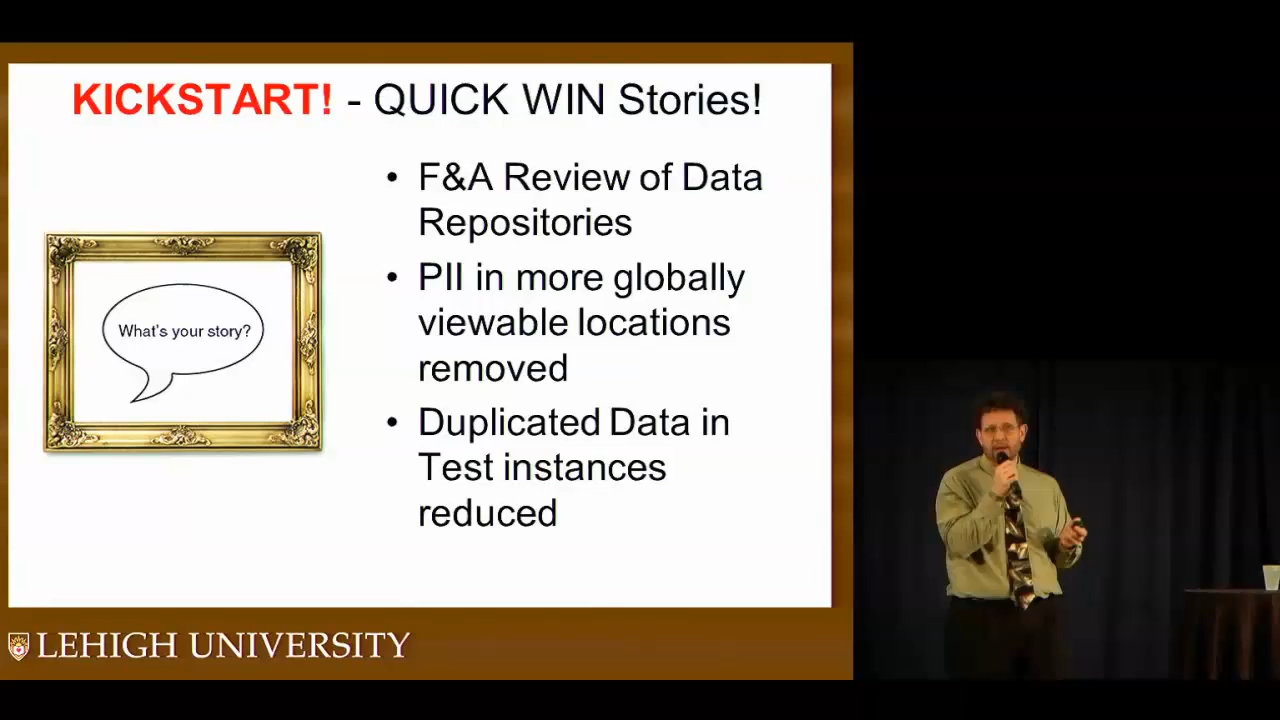 KICKSTART! - QUICK WIN Stories!
What's your story?
• F&A Review of Data
Repositories
• PII in more globally
viewable locations
removed
• Duplicated Data in
Test instances
reduced
LEHIGH UNIVERSITY